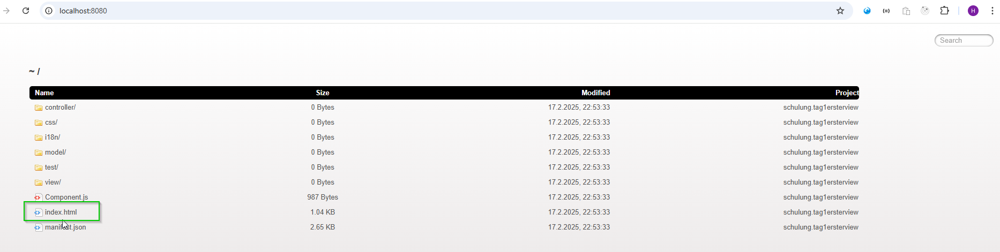 localhost:8080
H
Search
~ /
Name Size Modified Project
controller/ 0 Bytes 17.2.2025, 22:53:33 schulung.tag1ersterview
css/ 0 Bytes 17.2.2025, 22:53:33 schulung.tag1ersterview
i18n/ 0 Bytes 17.2.2025, 22:53:33 schulung.tag1ersterview
model/ 0 Bytes 17.2.2025, 22:53:33 schulung.tag1ersterview
test/ 0 Bytes 17.2.2025, 22:53:33 schulung.tag1ersterview
view/ 0 Bytes 17.2.2025, 22:53:33 schulung.tag1ersterview
Component.js 987 Bytes 17.2.2025, 22:53:33 schulung.tag1ersterview
index.html 1.04 KB 17.2.2025, 22:53:33 schulung.tag1ersterview
manifest.json 2.65 KB 17.2.2025, 22:53:33 schulung.tag1ersterview